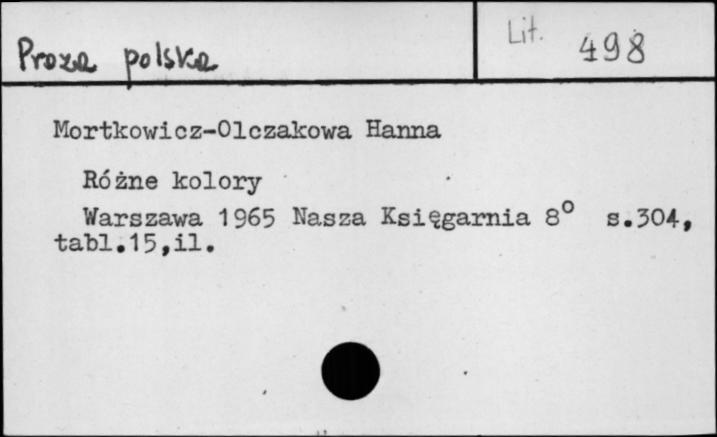 Proza polska
Lit. 498
Mortkowicz-Olczakowa Hanna
Różne kolory
Warszawa 1965 Nasza Księgarnia 8° s.304,
tabl.15,il.